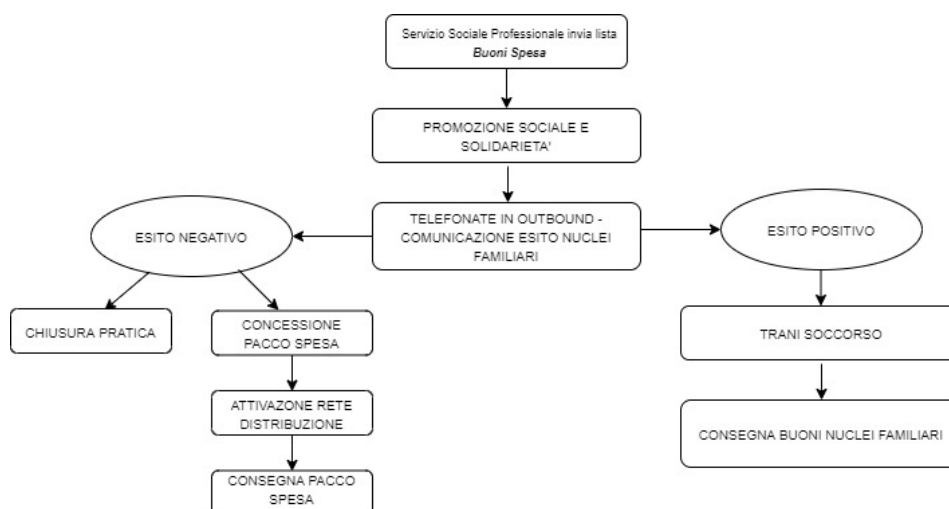 Servizio Sociale Professionale invia lista
Buoni Spesa
PROMOZIONE SOCIALE E
SOLIDARIETA'
TELEFONATE IN OUTBOUND -
COMUNICAZIONE ESITO NUCLEI
FAMILIARI
ESITO NEGATIVO
ESITO POSITIVO
CHIUSURA PRATICA
CONCESSIONE
PACCO SPESA
TRANI SOCCORSO
ATTIVAZONE RETE
DISTRIBUZIONE
CONSEGNA BUONI NUCLEI FAMILIARI
CONSEGNA PACCO
SPESA